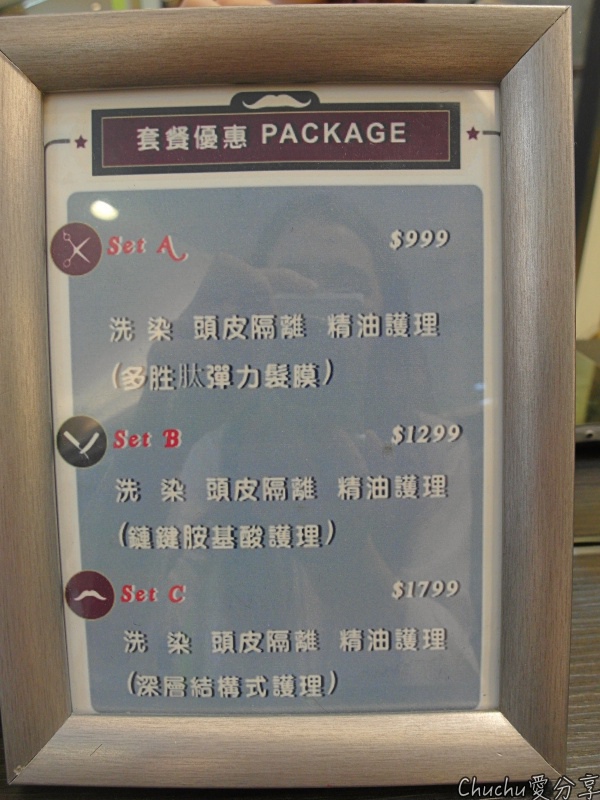 套餐優惠 PACKAGE
Set A $999
洗 染 頭皮隔離 精油護理
(多胜肽彈力髮膜)
Set B $1299
洗 染 頭皮隔離 精油護理
(鏈鍵胺基酸護理)
Set C $1799
洗 染 頭皮隔離 精油護理
(深層結構式護理)
Chuchu愛分享